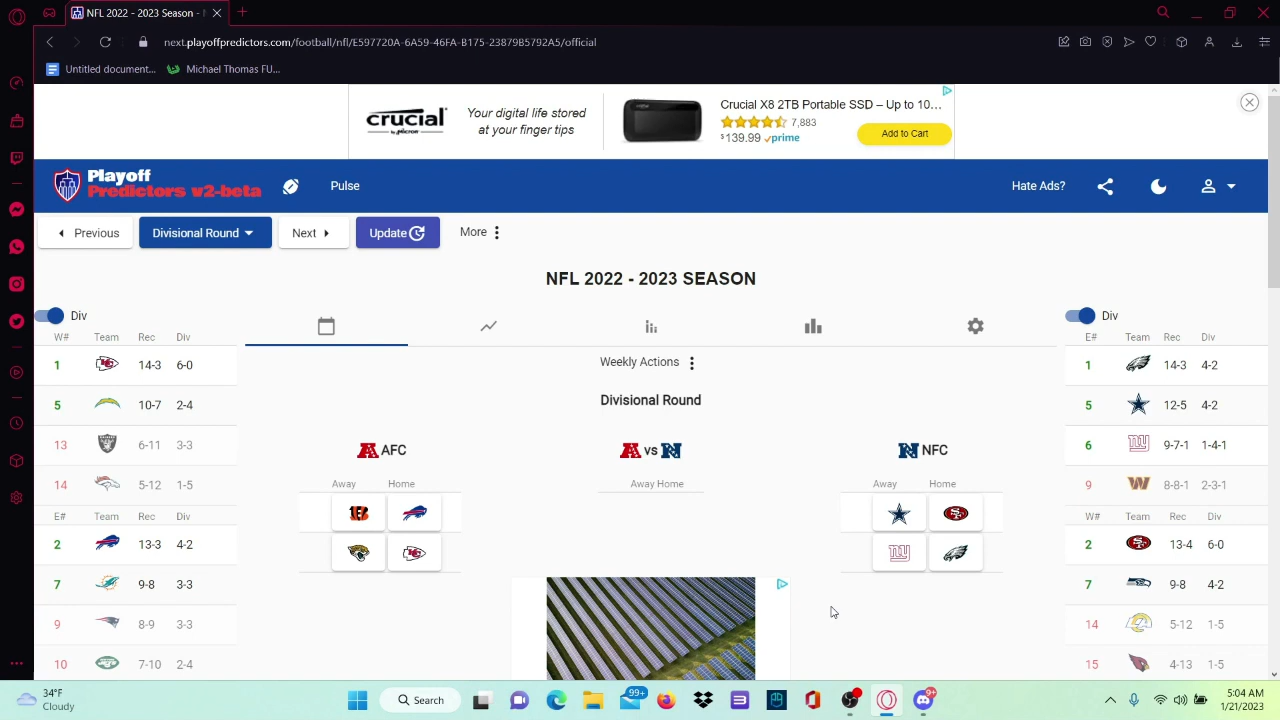 NFL 2022 - 2023 SEASON - N
next.playoffpredictors.com/football/nfl/E597720A-6A59-46FA-B175-23879B5792A5/official
Untitled document...
Michael Thomas FU...
crucial
by Micron
Your digital life stored
at your finger tips
Crucial X8 2TB Portable SSD – Up to 10...
7,883
$139.99 prime
Add to Cart
Playoff
Predictors v2-beta
Pulse
Hate Ads?
Previous
Divisional Round
Next
Update
More
NFL 2022 - 2023 SEASON
Div
W# Team Rec Div
1 14-3 6-0
5 10-7 2-4
13 6-11 3-3
14 5-12 1-5
E# Team Rec Div
2 13-3 4-2
7 9-8 3-3
9 8-9 3-3
10 7-10 2-4
Weekly Actions
Divisional Round
AFC
Away Home
A vs N
Away Home
NFC
Away Home
Div
E# Team Rec Div
1 14-3 4-2
5 12-5 4-2
6 9-7-1 1-4-1
9 8-8-1 2-3-1
W# Team Rec Div
2 13-4 6-0
7 9-8 4-2
14 5-12 1-5
15 4-13 1-5
34°F
Cloudy
Search
99+
9+
5:04 AM
1/21/2023